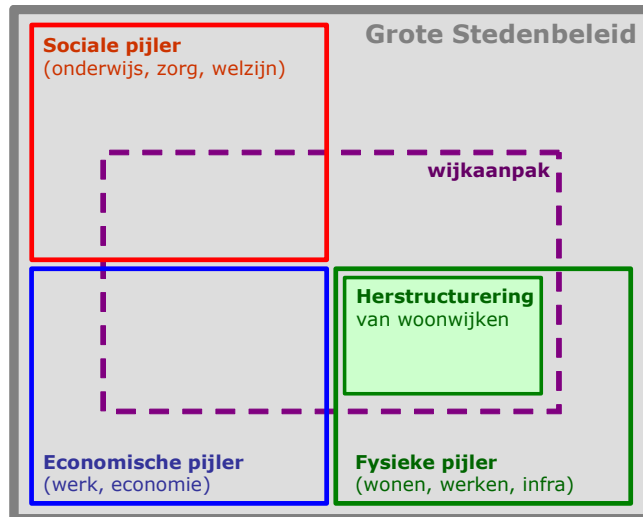 Grote Stedenbeleid
Sociale pijler
(onderwijs, zorg, welzijn)
wijkaanpak
Herstructurering
van woonwijken
Economische pijler
(werk, economie)
Fysieke pijler
(wonen, werken, infra)